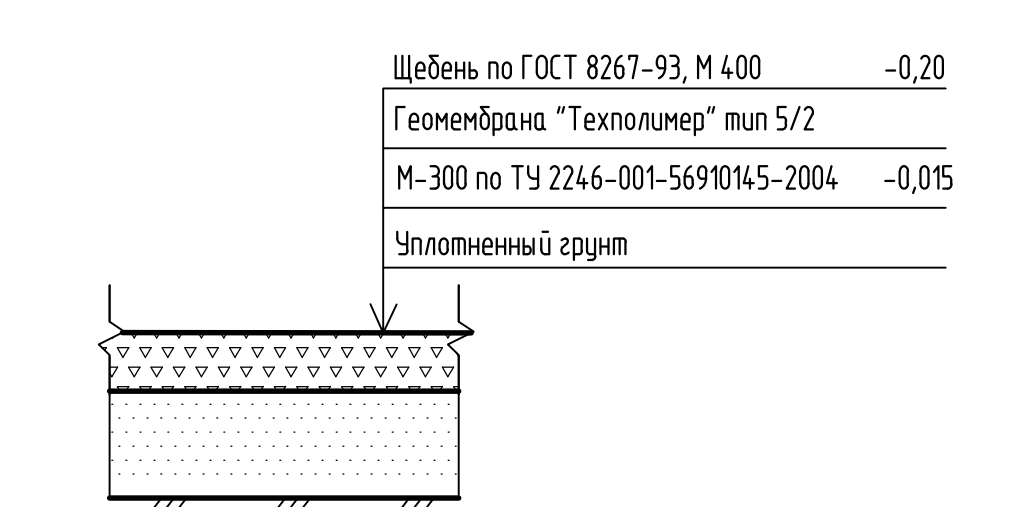 Щебень по ГОСТ 8267-93, М 400 -0,20
Геомембрана "Техполимер" тип 5/2
М-300 по ТУ 2246-001-56910145-2004 -0,015
Уплотненный грунт